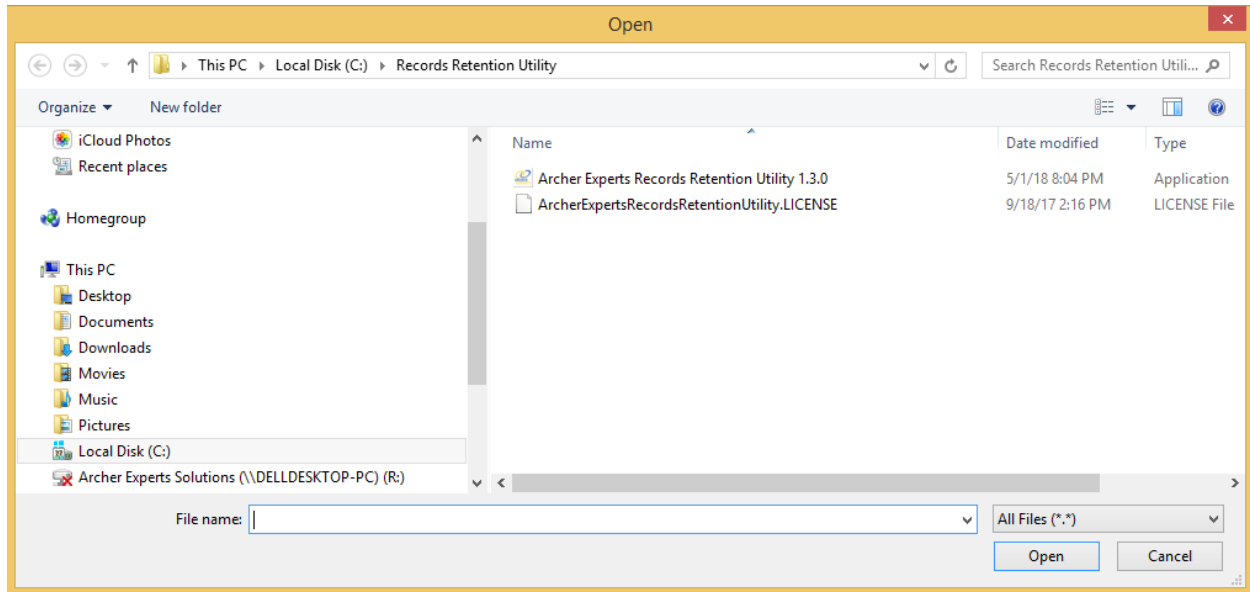 Open
This PC Local Disk (C:) Records Retention Utility
Search Records Retention Utili...
Organize New folder
iCloud Photos
Recent places
Homegroup
This PC
Desktop
Documents
Downloads
Movies
Music
Pictures
Local Disk (C:)
Archer Experts Solutions (\\DELLDESKTOP-PC) (R:)
Name Date modified Type
Archer Experts Records Retention Utility 1.3.0 5/1/18 8:04 PM Application
ArcherExpertsRecordsRetentionUtility.LICENSE 9/18/17 2:16 PM LICENSE File
File name: All Files (*.*)
Open Cancel